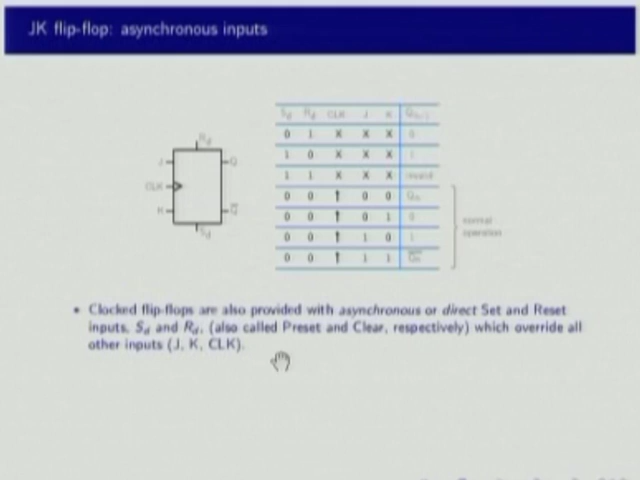 JK flip-flop: asynchronous inputs
S_d R_d CLK J K Q_{n+1}
0 1 X X X 0
1 0 X X X 1
1 1 X X X invalid
0 0 ↑ 0 0 Q_n
0 0 ↑ 0 1 0
0 0 ↑ 1 0 1
0 0 ↑ 1 1 Q̅_n
normal
operation
R_d
J Q
CLK
K Q̅
S_d
• Clocked flip-flops are also provided with asynchronous or direct Set and Reset
inputs, S_d and R_d, (also called Preset and Clear, respectively) which override all
other inputs (J, K, CLK).